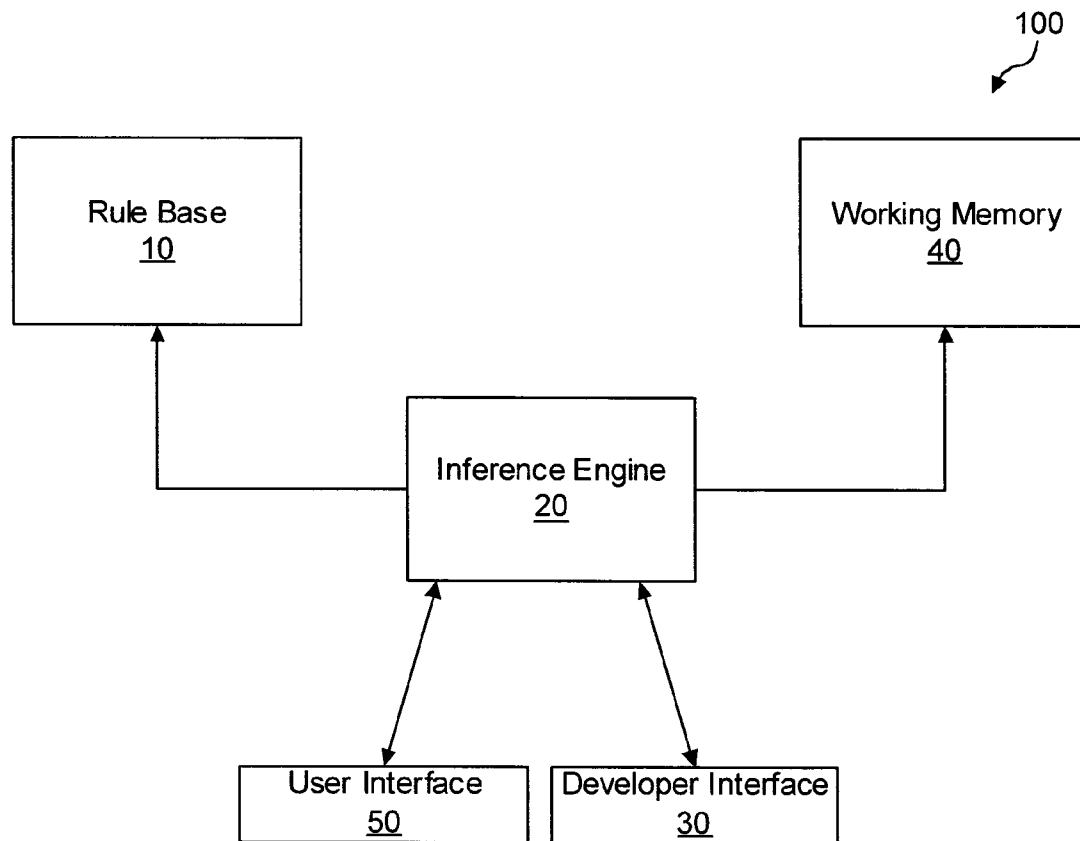 100
Rule Base
10
Working Memory
40
Inference Engine
20
User Interface
50
Developer Interface
30